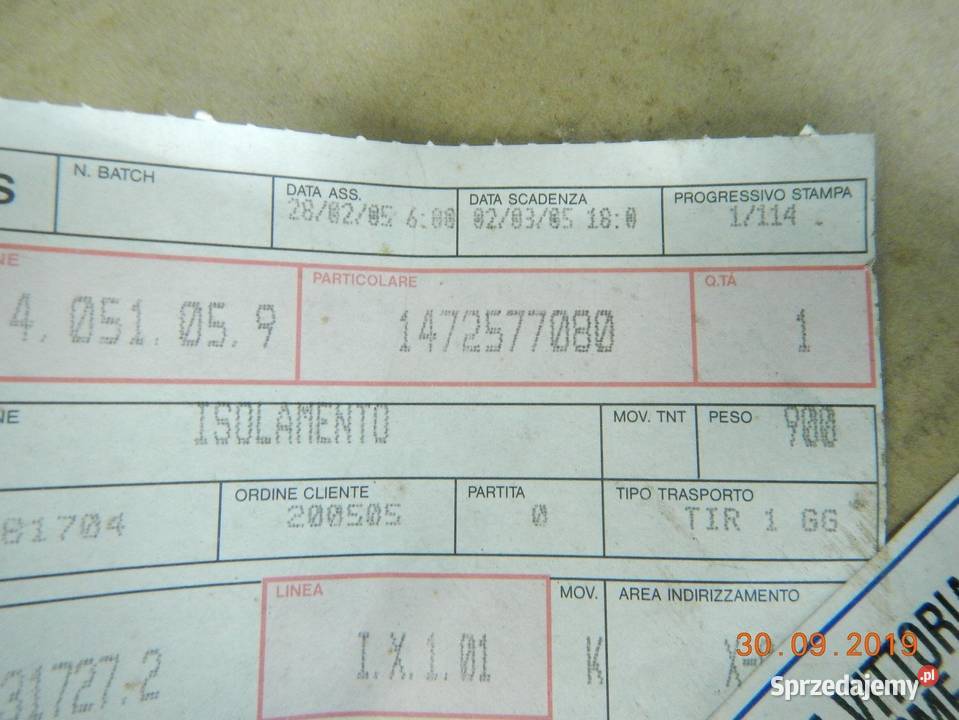 S
N. BATCH
DATA ASS. DATA SCADENZA PROGRESSIVO STAMPA
28/02/05 6:00 02/03/05 18:0 1/114
NE PARTICOLARE Q.TÁ
4.051.05.9 1472577080 1
NE ISOLAMENTO MOV. TNT PESO 900
ORDINE CLIENTE PARTITA TIPO TRASPORTO
81704 200505 0 TIR 1 GG
LINEA MOV. AREA INDIRIZZAMENTO
31727.2 I.X.1.01 K X-
30.09.2019
VITTORIA
Sprzedajemy.pl